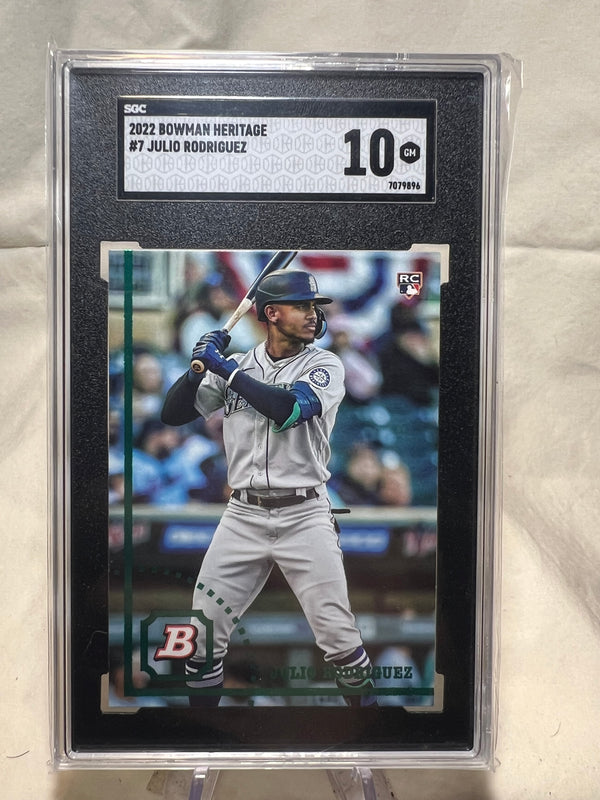 SGC
2022 BOWMAN HERITAGE
#7 JULIO RODRIGUEZ
10 GM
7079896
RC
B
JULIO RODRIGUEZ